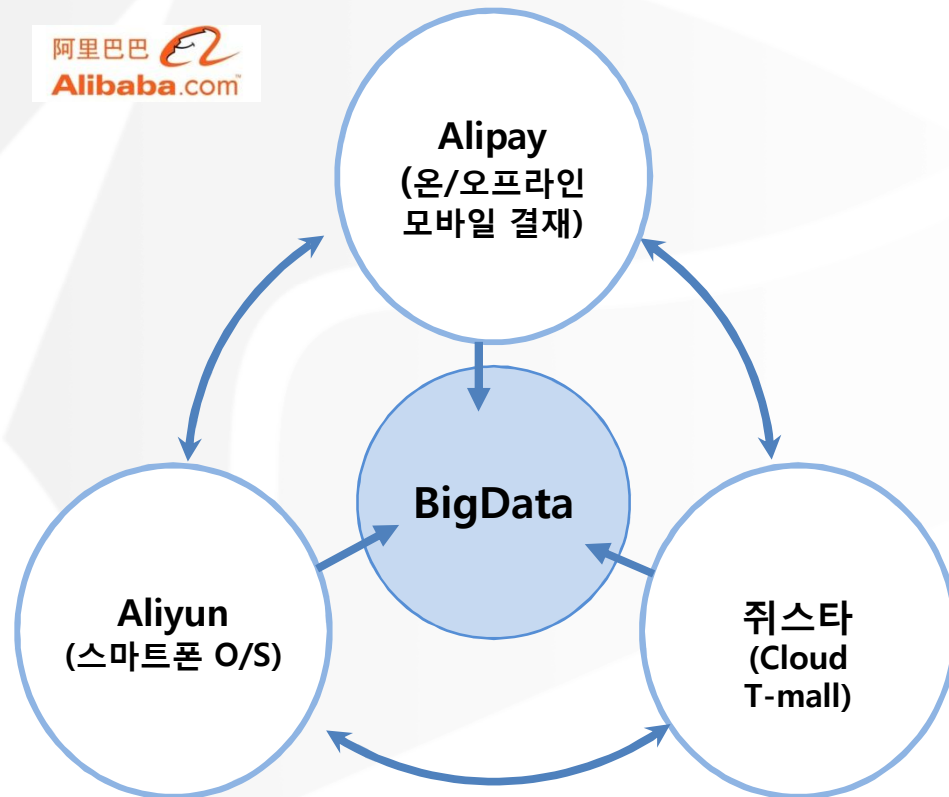 阿里巴巴
Alibaba.com™
Alipay
(온/오프라인
모바일 결재)
BigData
Aliyun
(스마트폰 O/S)
쥐스타
(Cloud
T-mall)